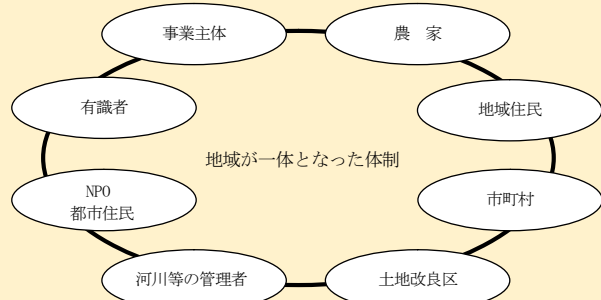 事業主体
農　家
有識者
地域住民
地域が一体となった体制
NPO
都市住民
市町村
河川等の管理者
土地改良区